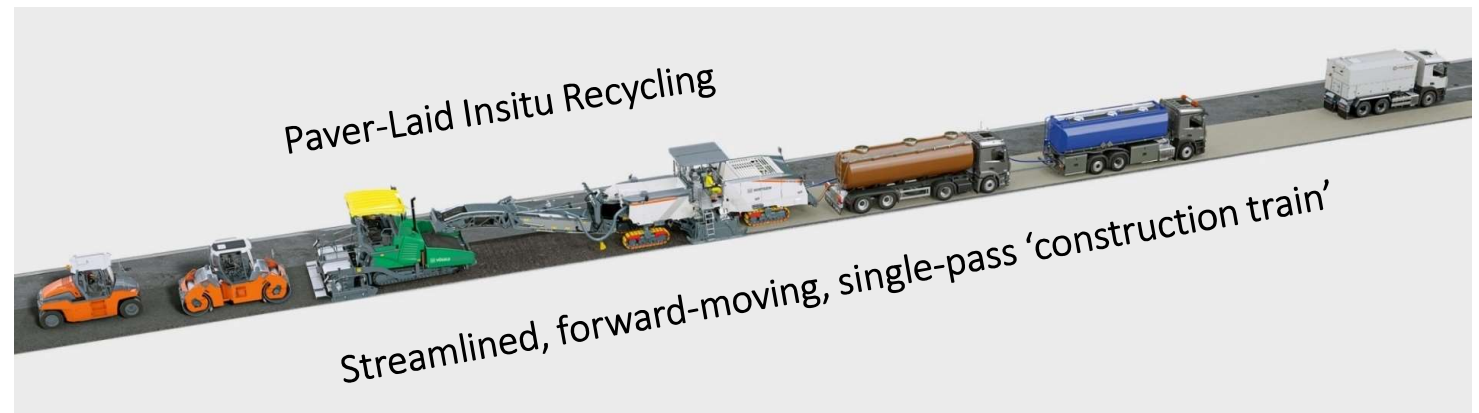 Paver-Laid Insitu Recycling
Streamlined, forward-moving, single-pass ‘construction train’